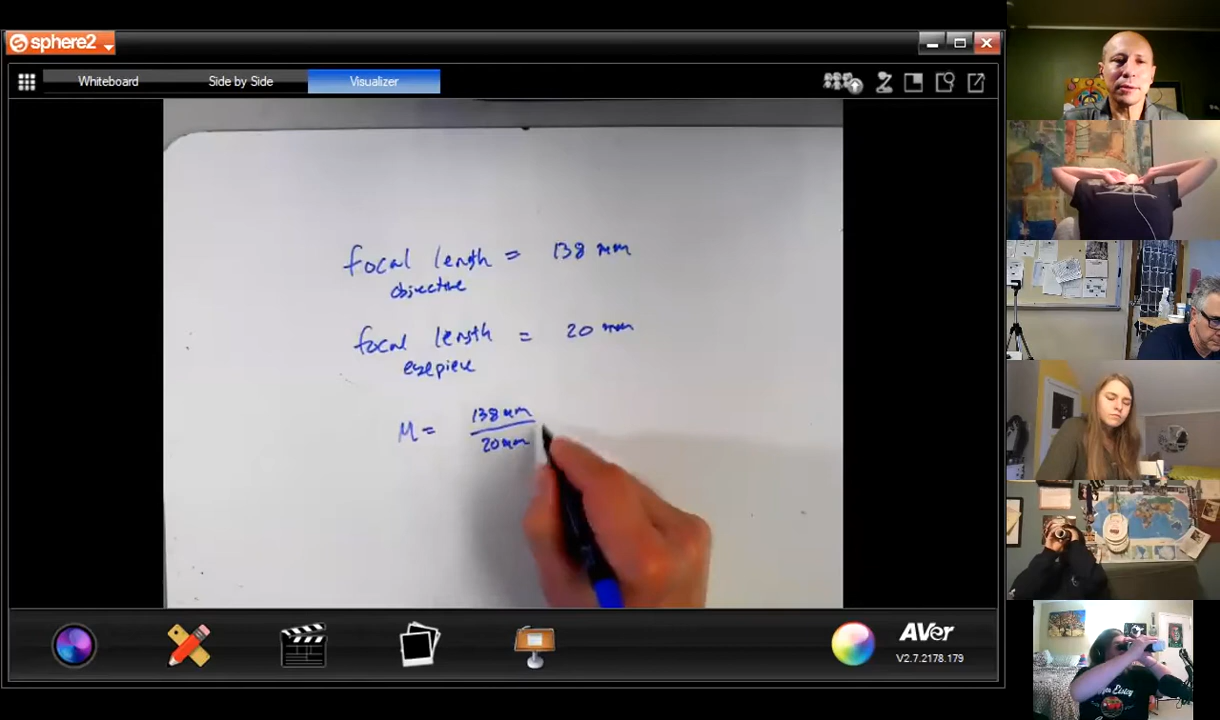 sphere2
Whiteboard
Side by Side
Visualizer
focal length = 138 mm
objective
focal length = 20 mm
eyepiece
M = 138 mm
20 mm
AVer
V2.7.2178.179